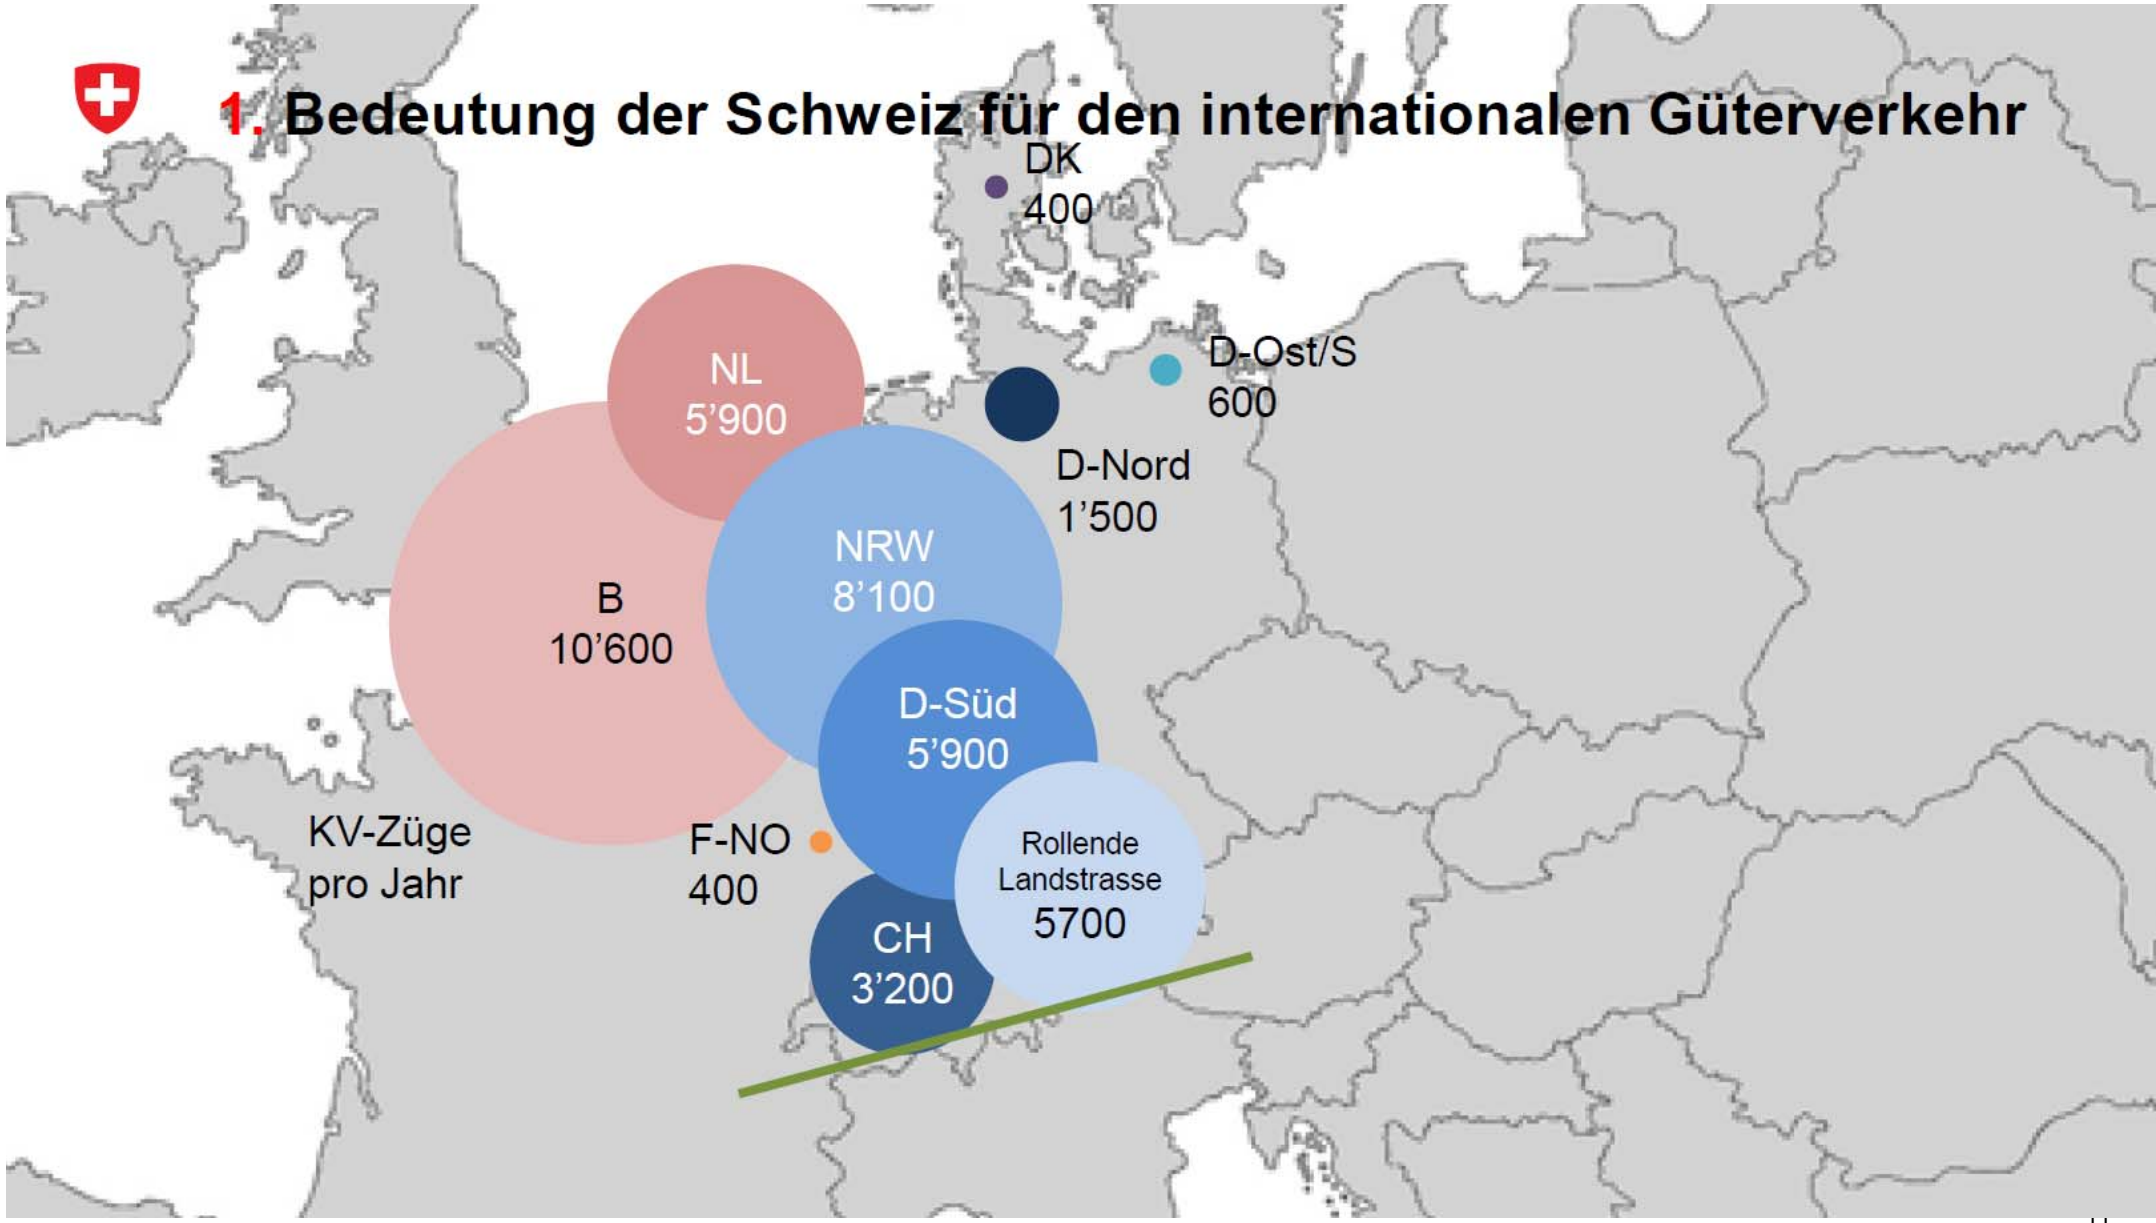 1. Bedeutung der Schweiz für den internationalen Güterverkehr
DK
400
NL
5’900
D-Ost/S
600
D-Nord
1’500
NRW
8’100
B
10’600
D-Süd
5’900
KV-Züge
pro Jahr
F-NO
400
Rollende
Landstrasse
5700
CH
3’200